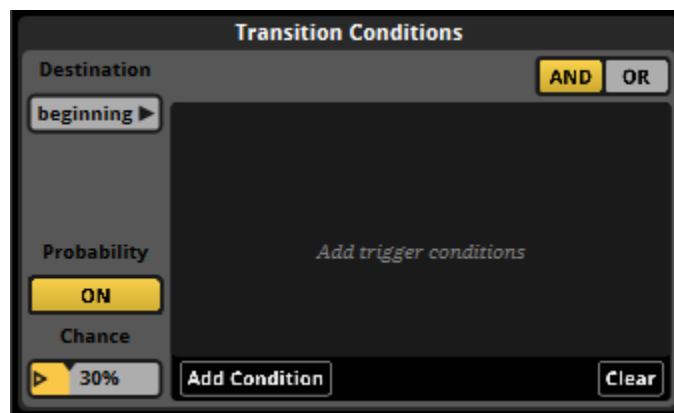 Transition Conditions
Destination
AND OR
beginning
Probability
Add trigger conditions
ON
Chance
30%
Add Condition
Clear